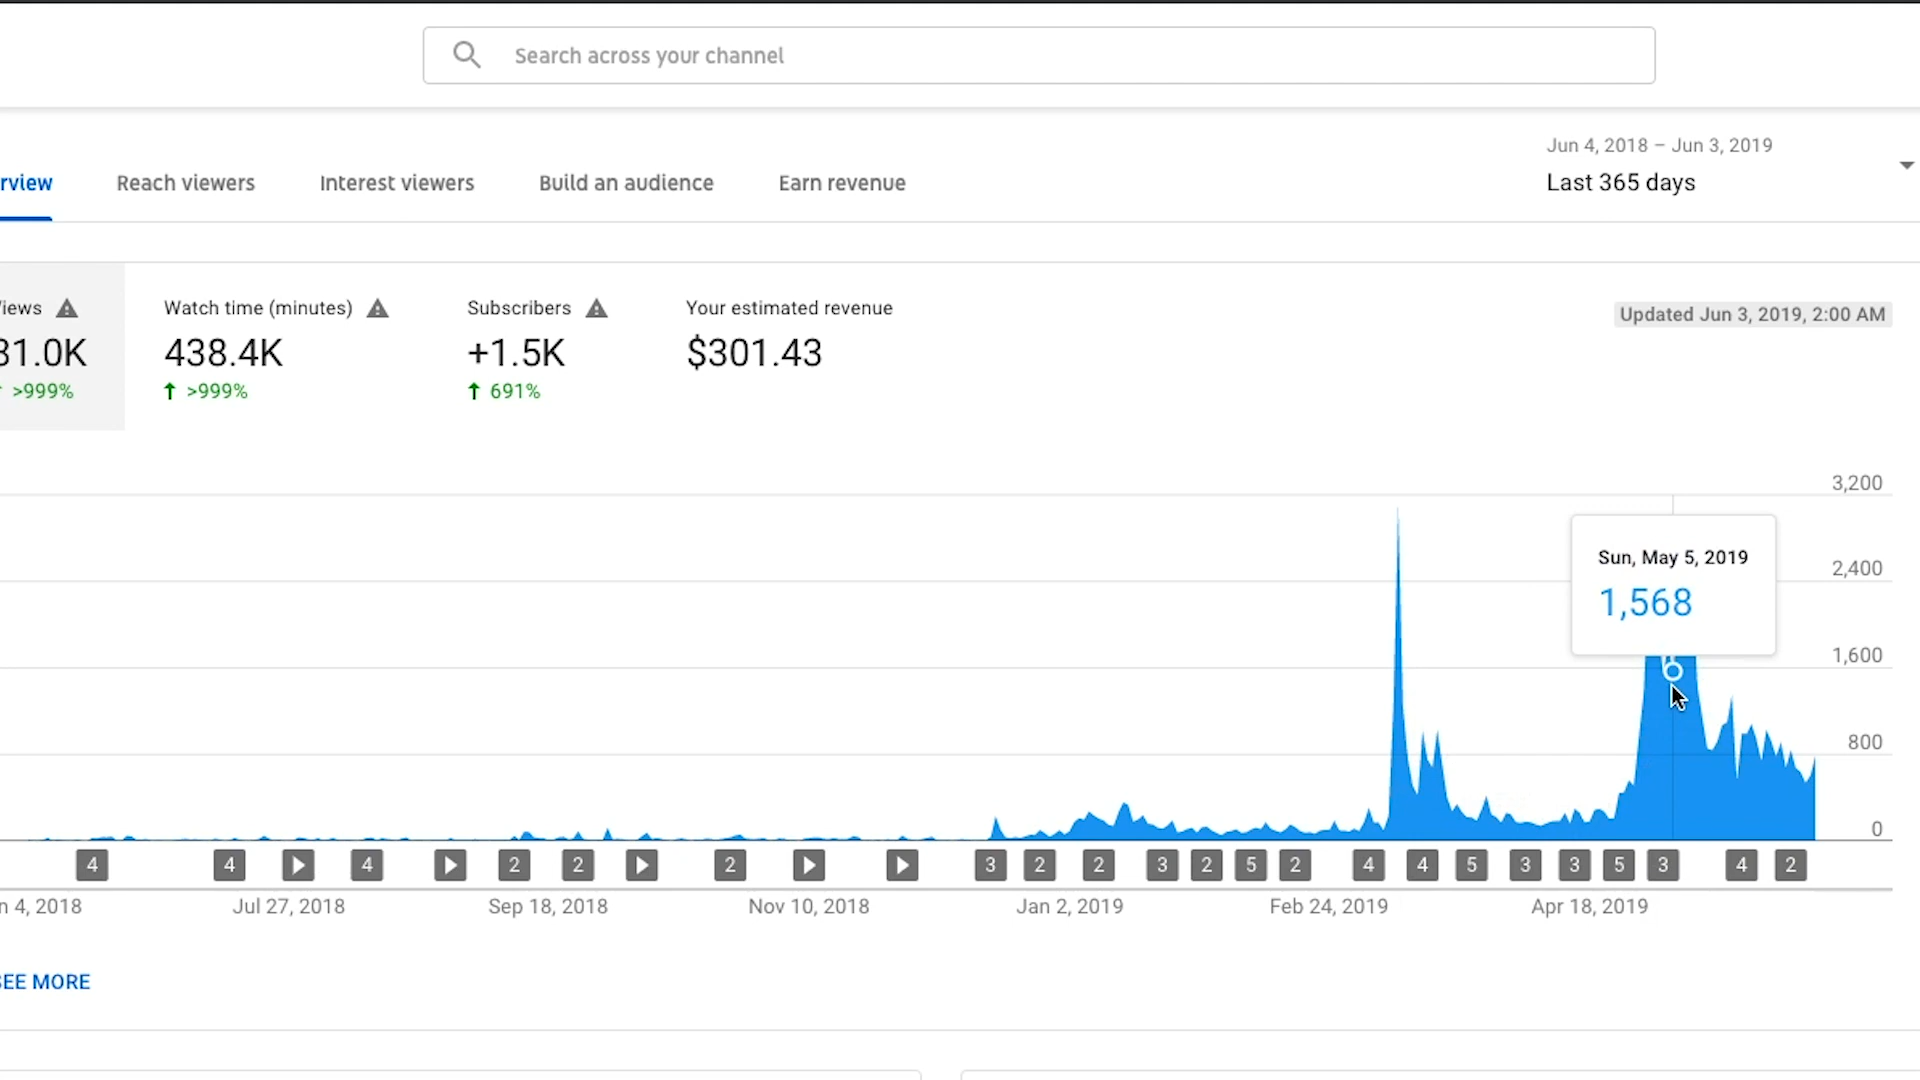 Search across your channel
Jun 4, 2018 – Jun 3, 2019
rview Reach viewers Interest viewers Build an audience Earn revenue Last 365 days
iews Watch time (minutes) Subscribers Your estimated revenue
Updated Jun 3, 2019, 2:00 AM
31.0K 438.4K +1.5K $301.43
>999% >999% 691%
3,200
Sun, May 5, 2019
2,400
1,568
1,600
800
0
4 4 4 2 2 2 3 2 2 3 2 5 2 4 4 5 3 3 5 3 4 2
n 4, 2018 Jul 27, 2018 Sep 18, 2018 Nov 10, 2018 Jan 2, 2019 Feb 24, 2019 Apr 18, 2019
SEE MORE